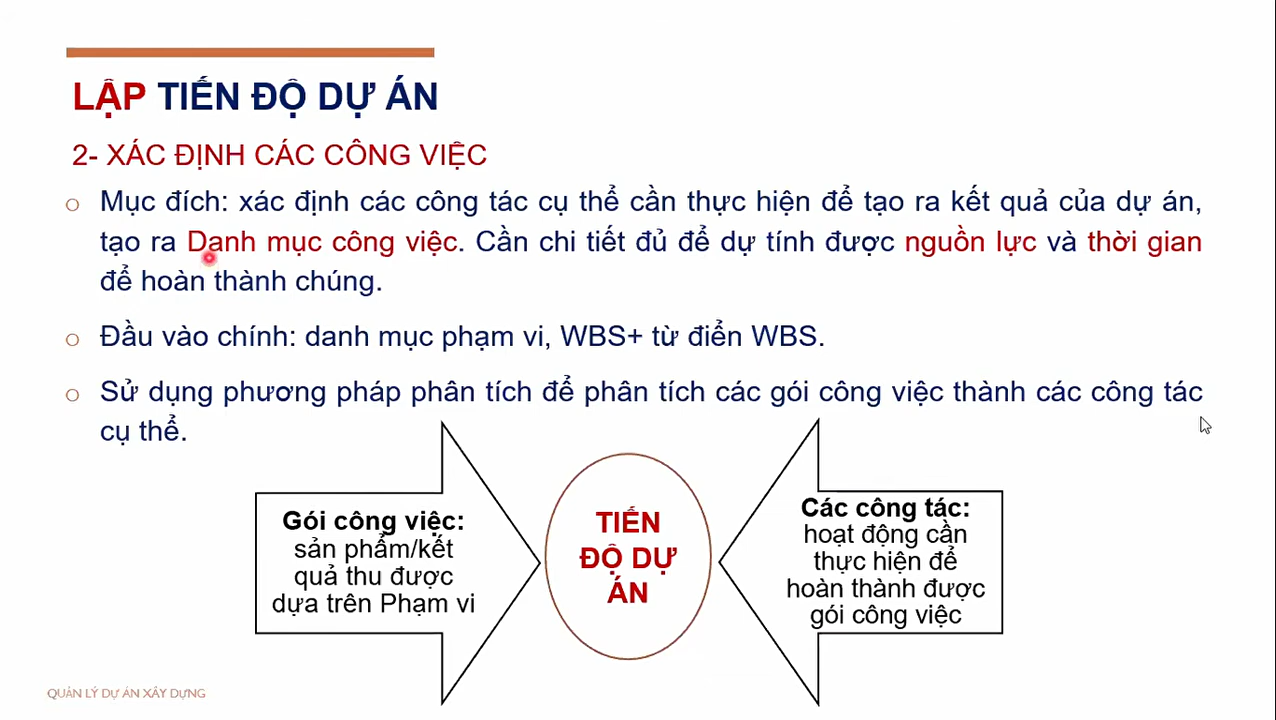 LẬP TIẾN ĐỘ DỰ ÁN
2- XÁC ĐỊNH CÁC CÔNG VIỆC
Mục đích: xác định các công tác cụ thể cần thực hiện để tạo ra kết quả của dự án,
tạo ra Danh mục công việc. Cần chi tiết đủ để dự tính được nguồn lực và thời gian
để hoàn thành chúng.
Đầu vào chính: danh mục phạm vi, WBS+ từ điển WBS.
Sử dụng phương pháp phân tích để phân tích các gói công việc thành các công tác
cụ thể.
Gói công việc:
sản phẩm/kết
quả thu được
dựa trên Phạm vi
TIẾN
ĐỘ DỰ
ÁN
Các công tác:
hoạt động cần
thực hiện để
hoàn thành được
gói công việc
QUẢN LÝ DỰ ÁN XÂY DỰNG